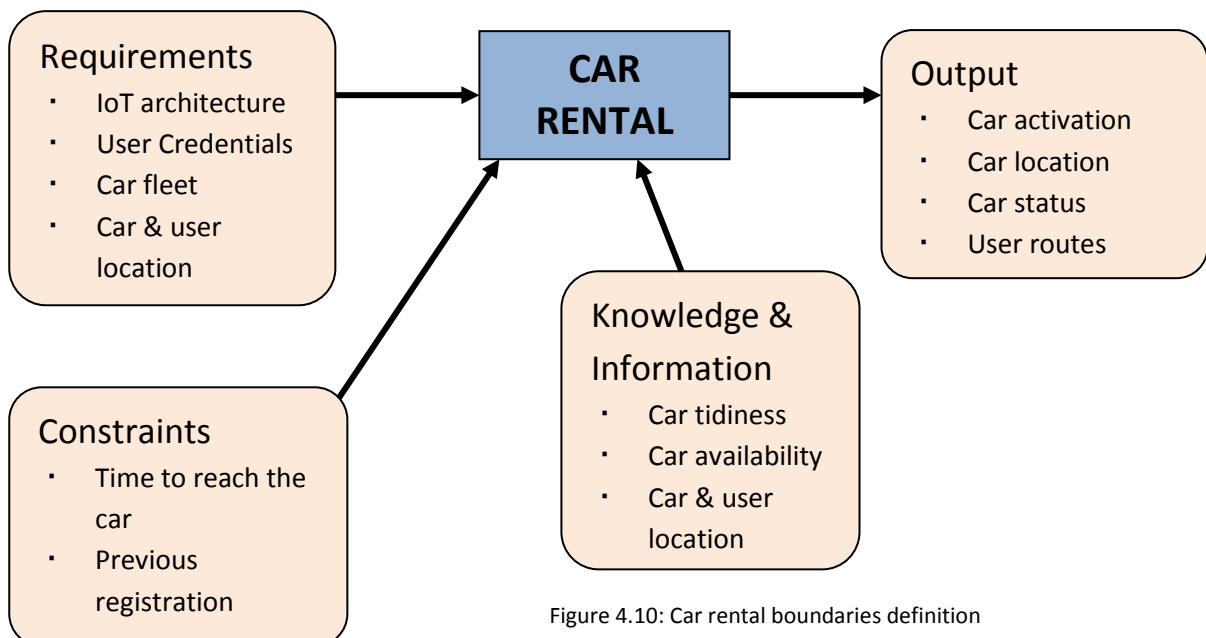 Requirements
· IoT architecture
· User Credentials
· Car fleet
· Car & user
location
CAR
RENTAL
Output
· Car activation
· Car location
· Car status
· User routes
Constraints
· Time to reach the
car
· Previous
registration
Knowledge &
Information
· Car tidiness
· Car availability
· Car & user
location
Figure 4.10: Car rental boundaries definition